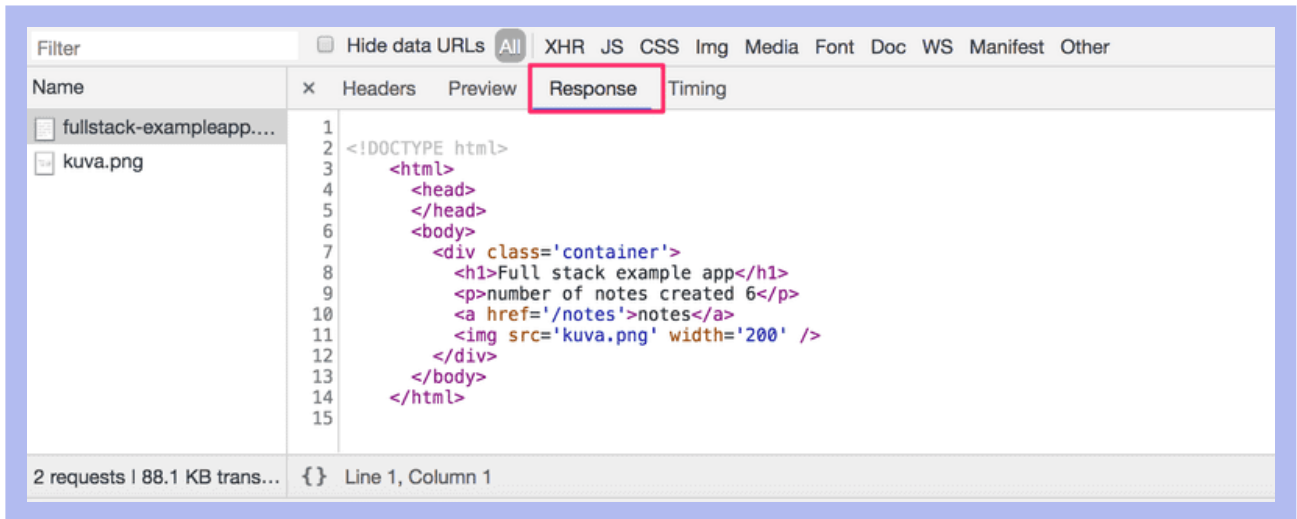 Filter Hide data URLs All XHR JS CSS Img Media Font Doc WS Manifest Other
Name × Headers Preview Response Timing
fullstack-exampleapp....
kuva.png
1
2 <!DOCTYPE html>
3 <html>
4 <head>
5 </head>
6 <body>
7 <div class='container'>
8 <h1>Full stack example app</h1>
9 <p>number of notes created 6</p>
10 <a href='/notes'>notes</a>
11 <img src='kuva.png' width='200' />
12 </div>
13 </body>
14 </html>
15
2 requests | 88.1 KB trans... {} Line 1, Column 1